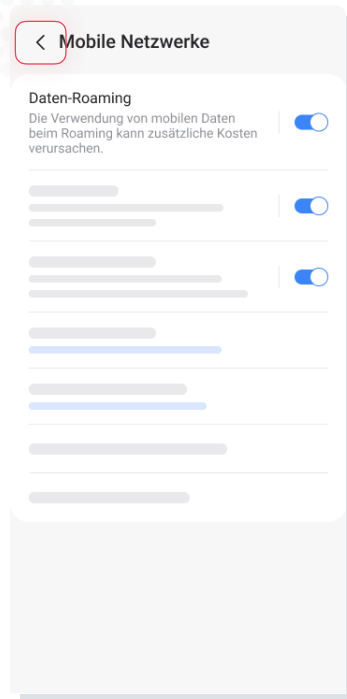 Mobile Netzwerke
Daten-Roaming
Die Verwendung von mobilen Daten
beim Roaming kann zusätzliche Kosten
verursachen.